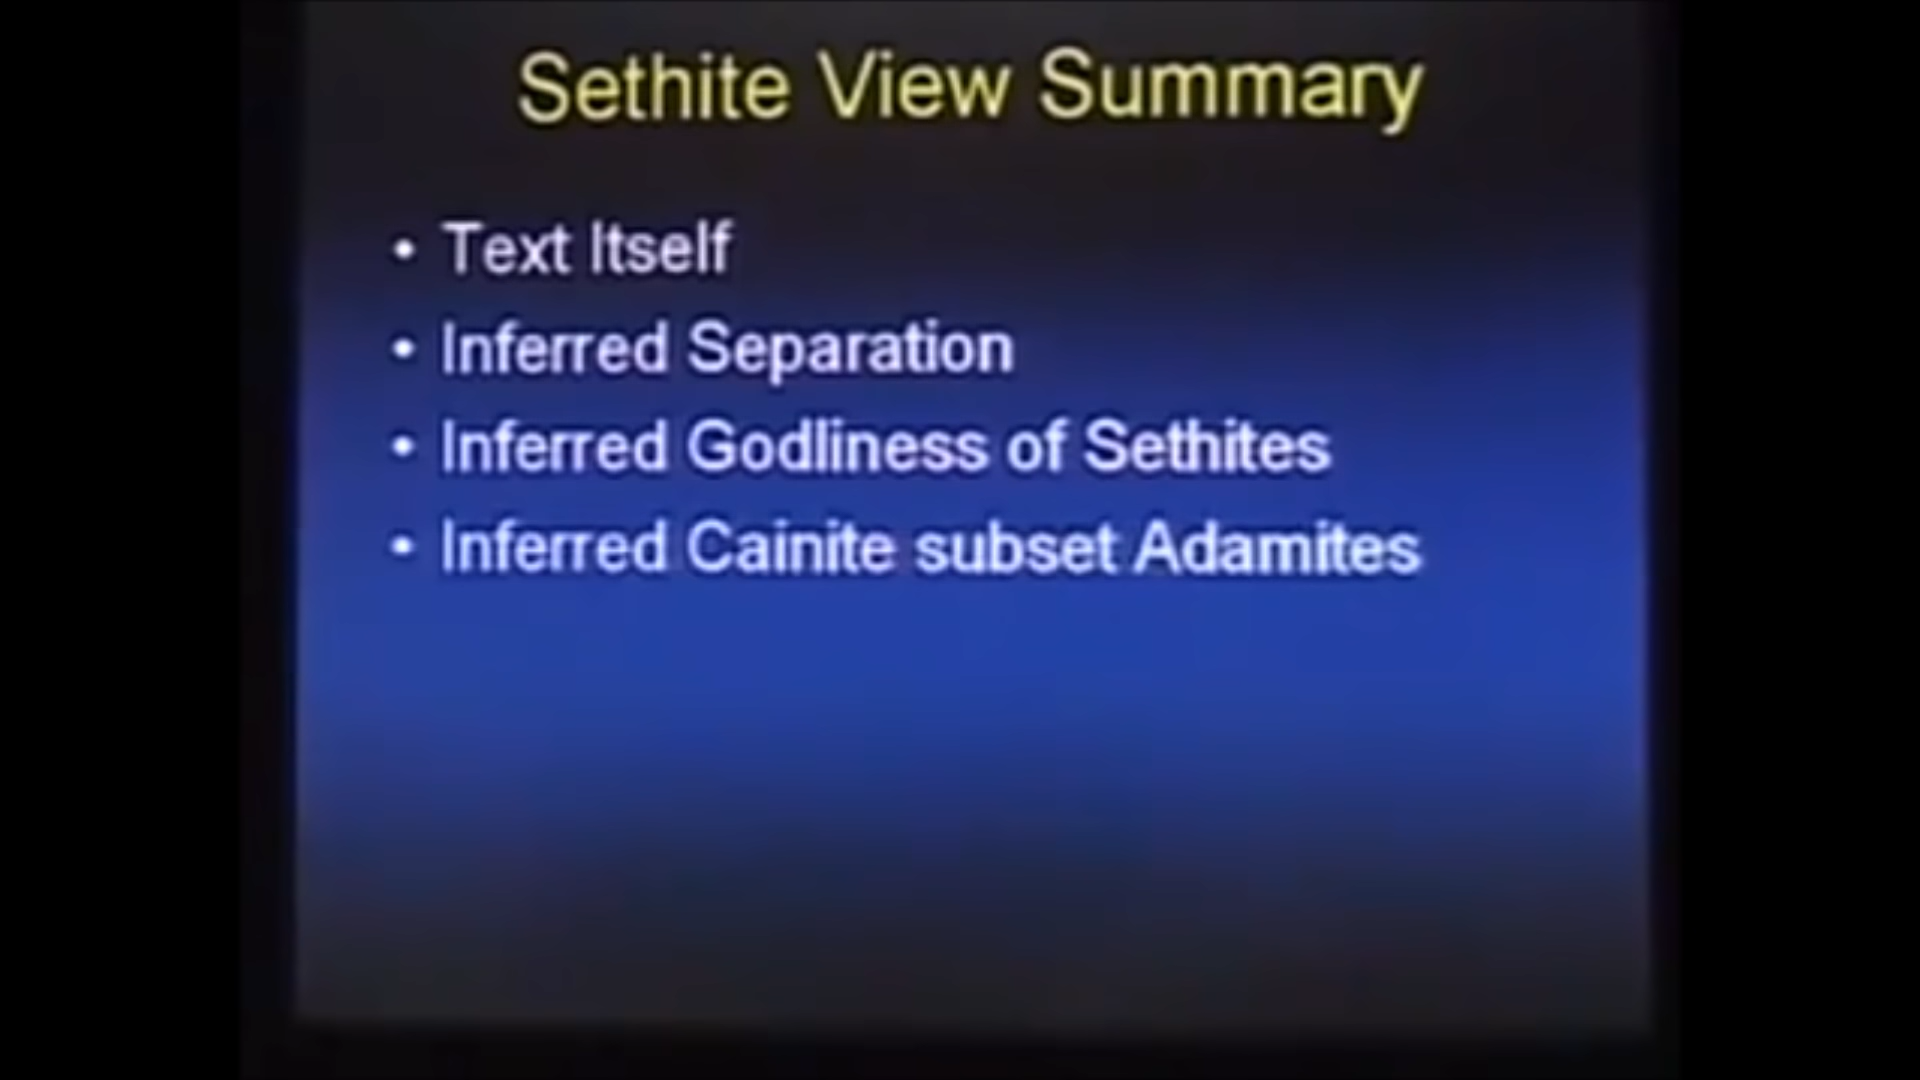 Sethite View Summary
• Text Itself
• Inferred Separation
• Inferred Godliness of Sethites
• Inferred Cainite subset Adamites